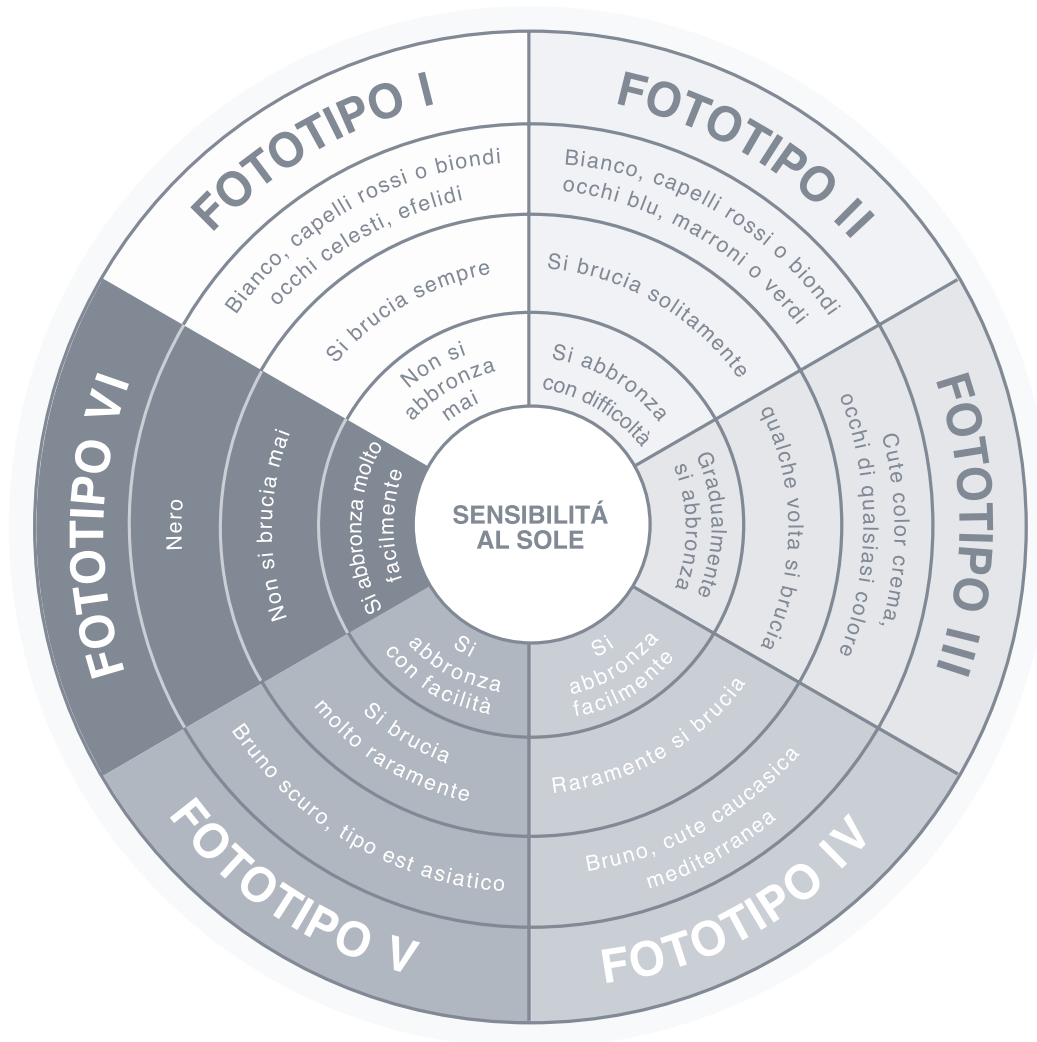 FOTOTIPO I
Bianco, capelli rossi o biondi
occhi celesti, efelidi
Si brucia sempre
Non si
abbronza
mai
FOTOTIPO II
Bianco, capelli rossi o biondi
occhi blu, marroni o verdi
Si brucia solitamente
Si abbronza
con difficoltà
FOTOTIPO III
Cute color crema,
occhi di qualsiasi colore
qualche volta si brucia
Gradualmente
si abbronza
FOTOTIPO IV
Bruno, cute caucasica
mediterranea
Raramente si brucia
Si
abbronza
facilmente
FOTOTIPO V
Bruno scuro, tipo est asiatico
Si brucia
molto raramente
Si
abbronza
con facilità
FOTOTIPO VI
Nero
Non si brucia mai
Si abbronza molto
facilmente
SENSIBILITÁ
AL SOLE